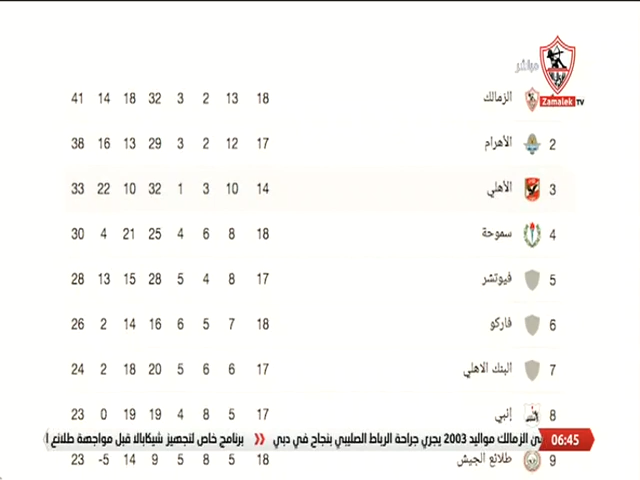 مباشر
Zamalek TV
الزمالك 18 13 2 3 32 18 14 41
2 الأهرام 17 12 2 3 29 13 16 38
3 الأهلي 14 10 3 1 32 10 22 33
4 سموحة 18 8 6 4 25 21 4 30
5 فيوتشر 17 8 4 5 28 15 13 28
6 فاركو 18 7 5 6 16 14 2 26
7 البنك الاهلي 17 6 6 5 20 18 2 24
8 إنبي 17 5 8 4 19 19 0 23
06:45 الزمالك مواليد 2003 يجري جراحة الرباط الصليبي بنجاح في دبي » برنامج خاص لتجهيز شيكابالا قبل مواجهة طلائع
9 طلائع الجيش 18 5 8 5 9 14 -5 23